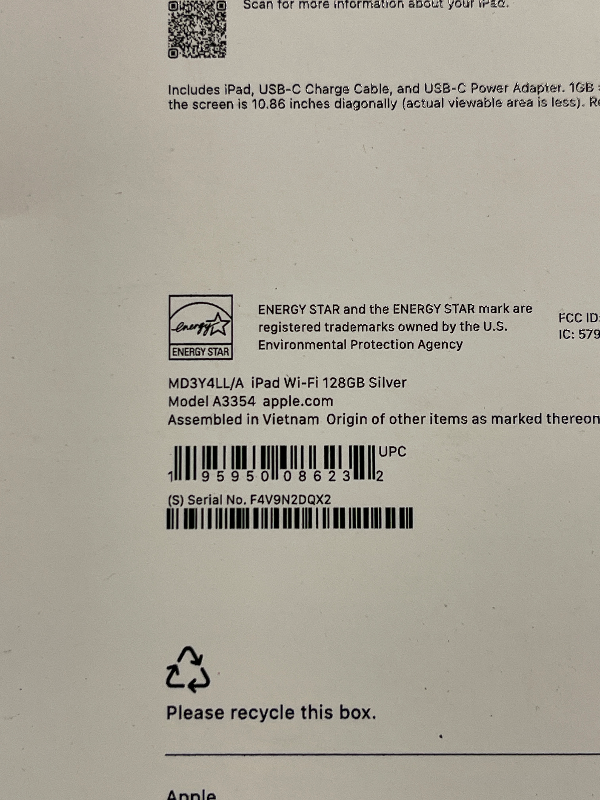 Scan for more information about your iPad.
Includes iPad, USB-C Charge Cable, and USB-C Power Adapter. 1GB
the screen is 10.86 inches diagonally (actual viewable area is less). Re
energy
ENERGY STAR
ENERGY STAR and the ENERGY STAR mark are
registered trademarks owned by the U.S.
Environmental Protection Agency
FCC ID:
IC: 579
MD3Y4LL/A iPad Wi-Fi 128GB Silver
Model A3354 apple.com
Assembled in Vietnam Origin of other items as marked thereon
UPC
1 95950 08623 2
(S) Serial No. F4V9N2DQX2
Please recycle this box.
Apple